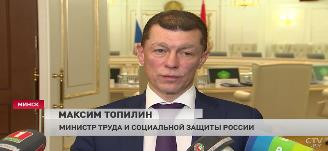 МИНСК
МАКСИМ ТОПИЛИН
МИНИСТР ТРУДА И СОЦИАЛЬНОЙ ЗАЩИТЫ РОССИИ
CTV.BY